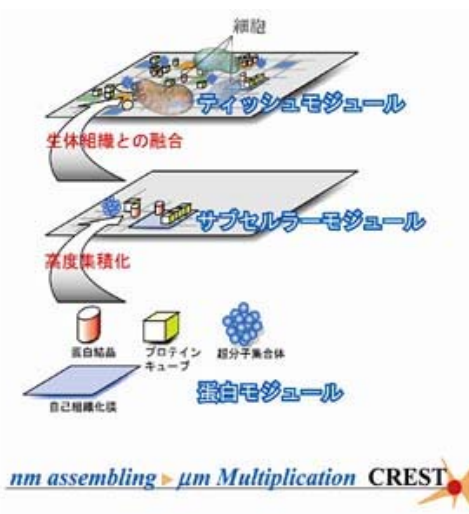 細胞
ティッシュモジュール
生体組織との融合
サブセルラーモジュール
高度集積化
蛋白結晶
プロテイン
キューブ
超分子集合体
自己組織化膜
蛋白モジュール
nm assembling ▶ μm Multiplication CREST